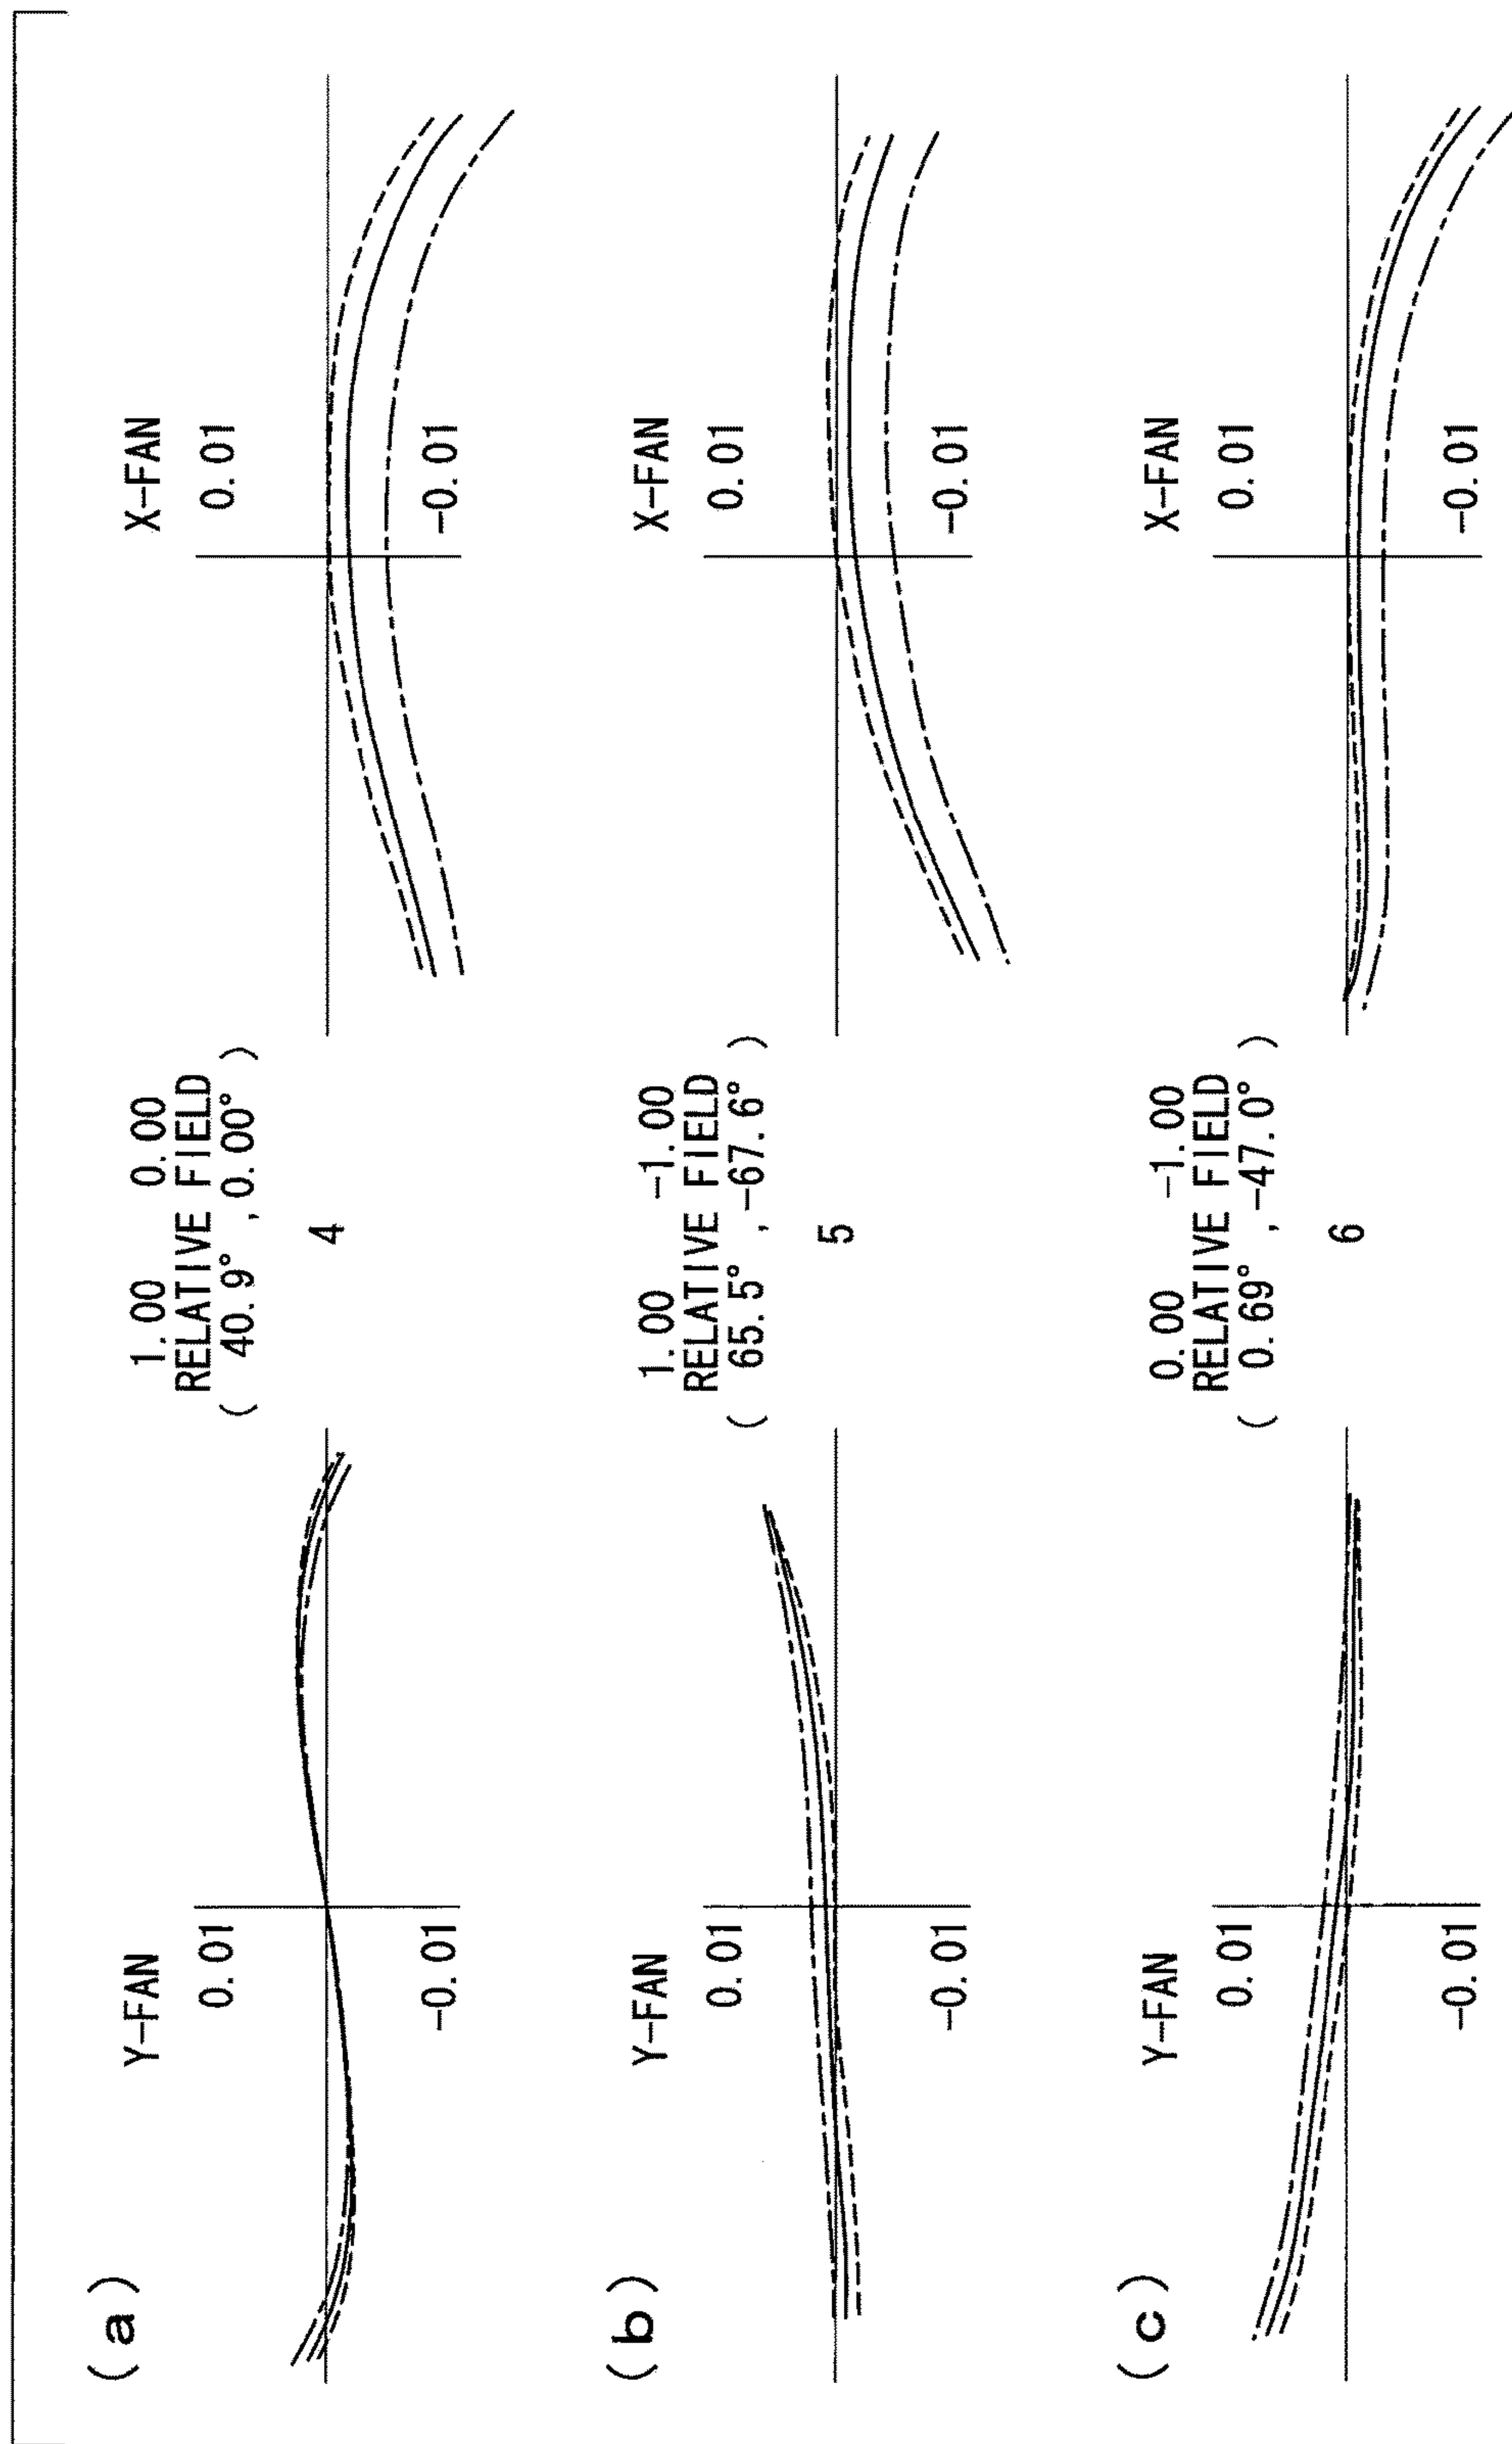 (a)
Y-FAN
0.01
-0.01
1.00 0.00
RELATIVE FIELD
( 40.9° ,0.00° )
4
X-FAN
0.01
-0.01
(b)
Y-FAN
0.01
-0.01
1.00 -1.00
RELATIVE FIELD
( 65.5° ,-67.6° )
5
X-FAN
0.01
-0.01
(c)
Y-FAN
0.01
-0.01
0.00 -1.00
RELATIVE FIELD
( 0.69° ,-47.0° )
6
X-FAN
0.01
-0.01